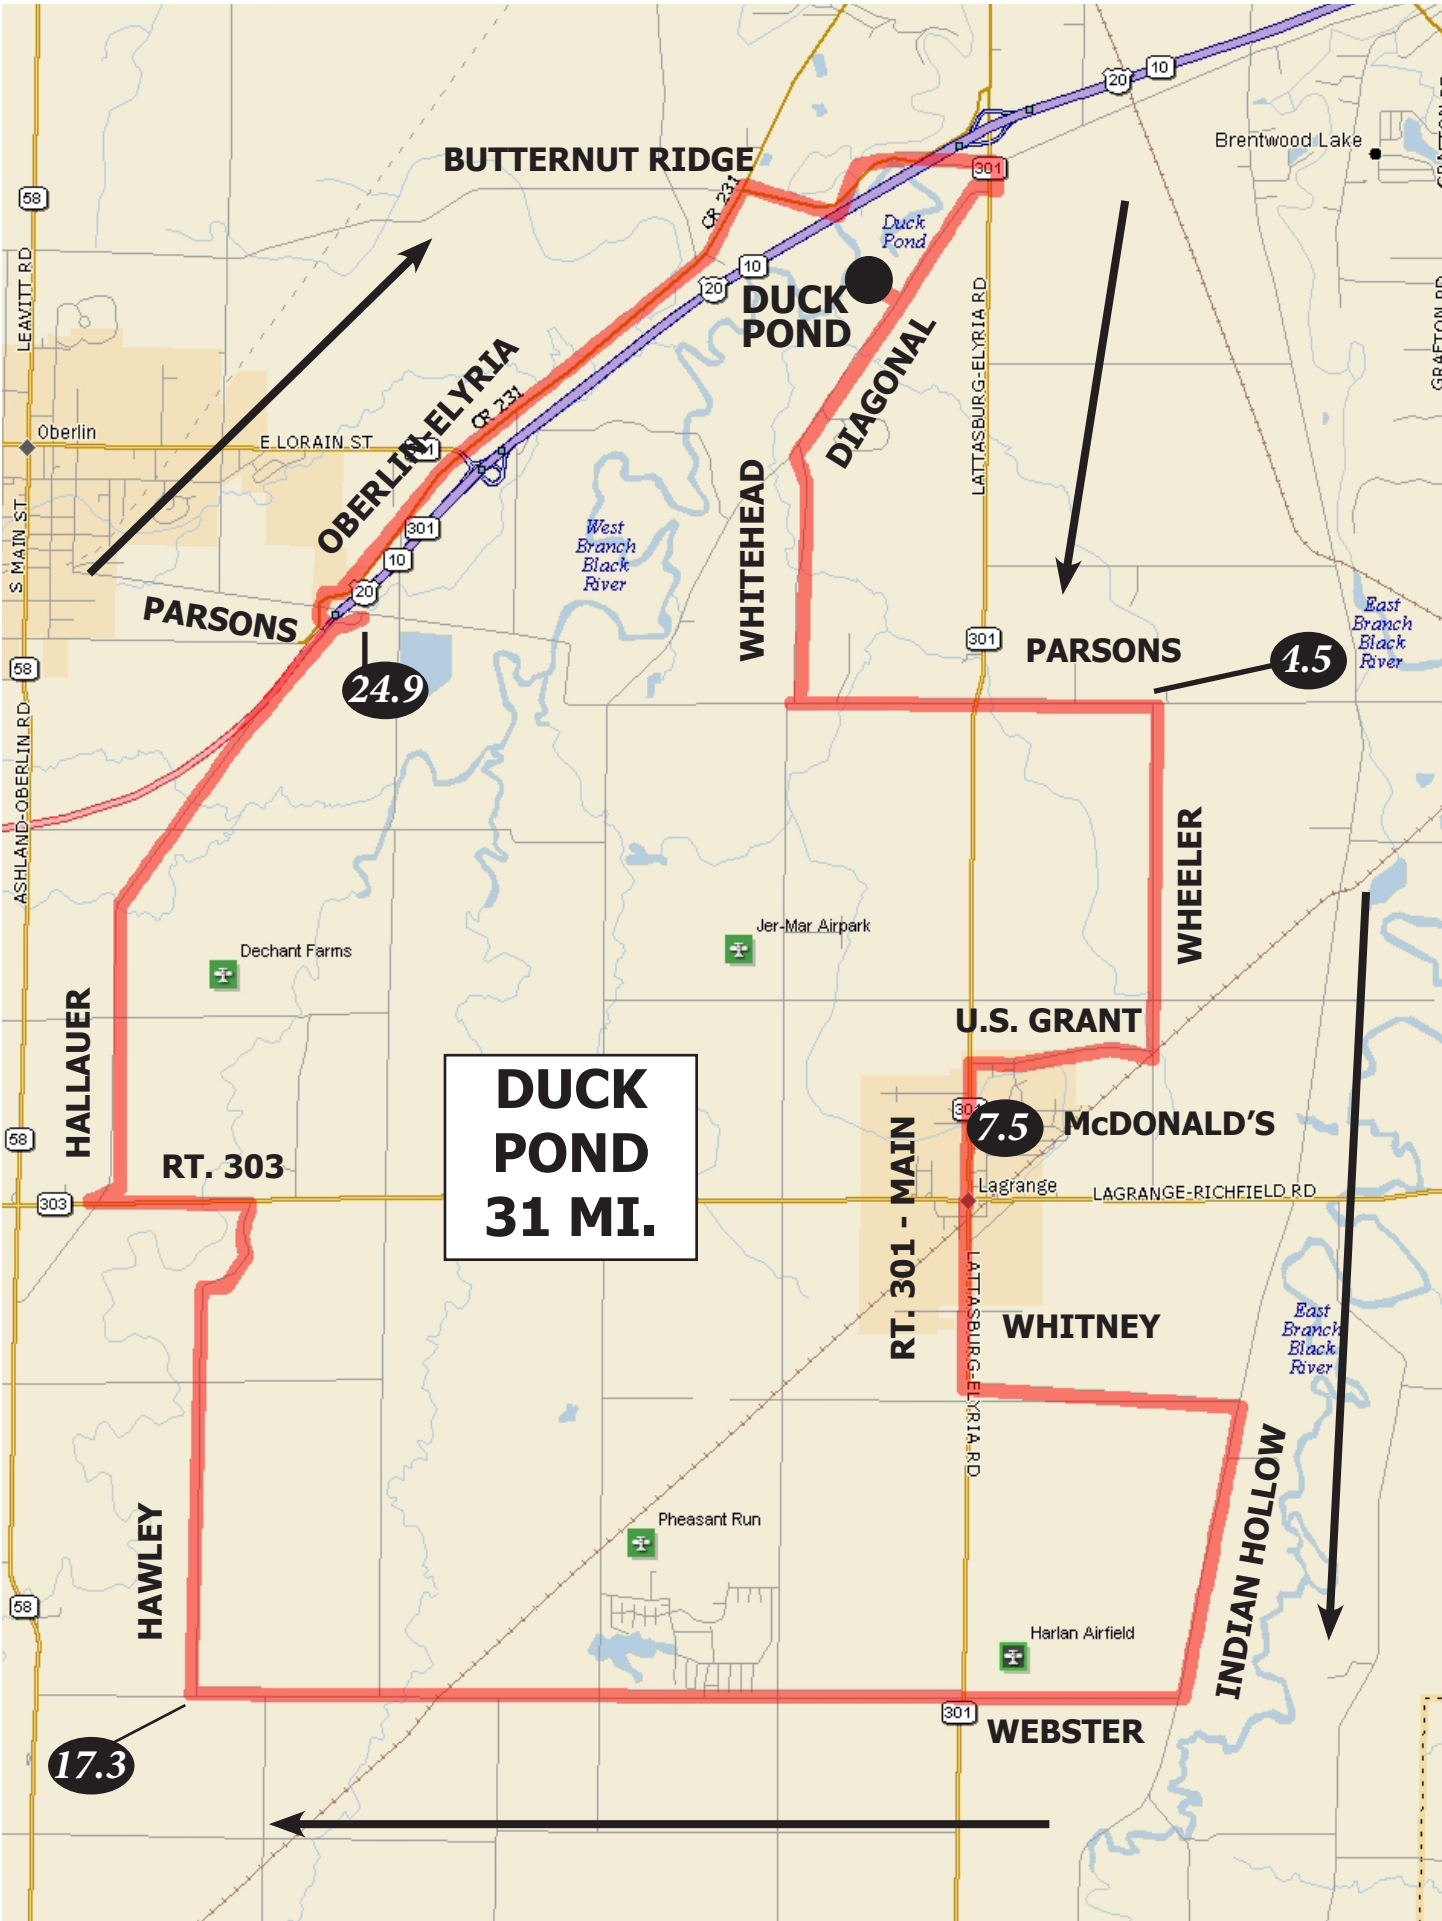 20
10
Brentwood Lake
GRAFTON RD
BUTTERNUT RIDGE
301
58
CR 231
Duck
Pond
LEAVITT RD
10
20
DUCK
POND
LATTASBURG-ELYRIA RD
GRAFTON RD
DIAGONAL
OBERLIN-ELYRIA
CR 231
Oberlin
E LORAIN ST
WHITEHEAD
S MAIN ST
301
10
20
West
Branch
Black
River
PARSONS
East
Branch
Black
River
301
PARSONS
4.5
58
24.9
ASHLAND-OBERLIN RD
WHEELER
Jer-Mar Airpark
Dechant Farms
HALLAUER
U.S. GRANT
DUCK
POND
31 MI.
301
7.5
McDONALD'S
58
RT. 303
RT. 301 - MAIN
Lagrange
LAGRANGE-RICHFIELD RD
303
LATTASBURG-ELYRIA RD
WHITNEY
East
Branch
Black
River
INDIAN HOLLOW
HAWLEY
Pheasant Run
58
Harlan Airfield
301
WEBSTER
17.3